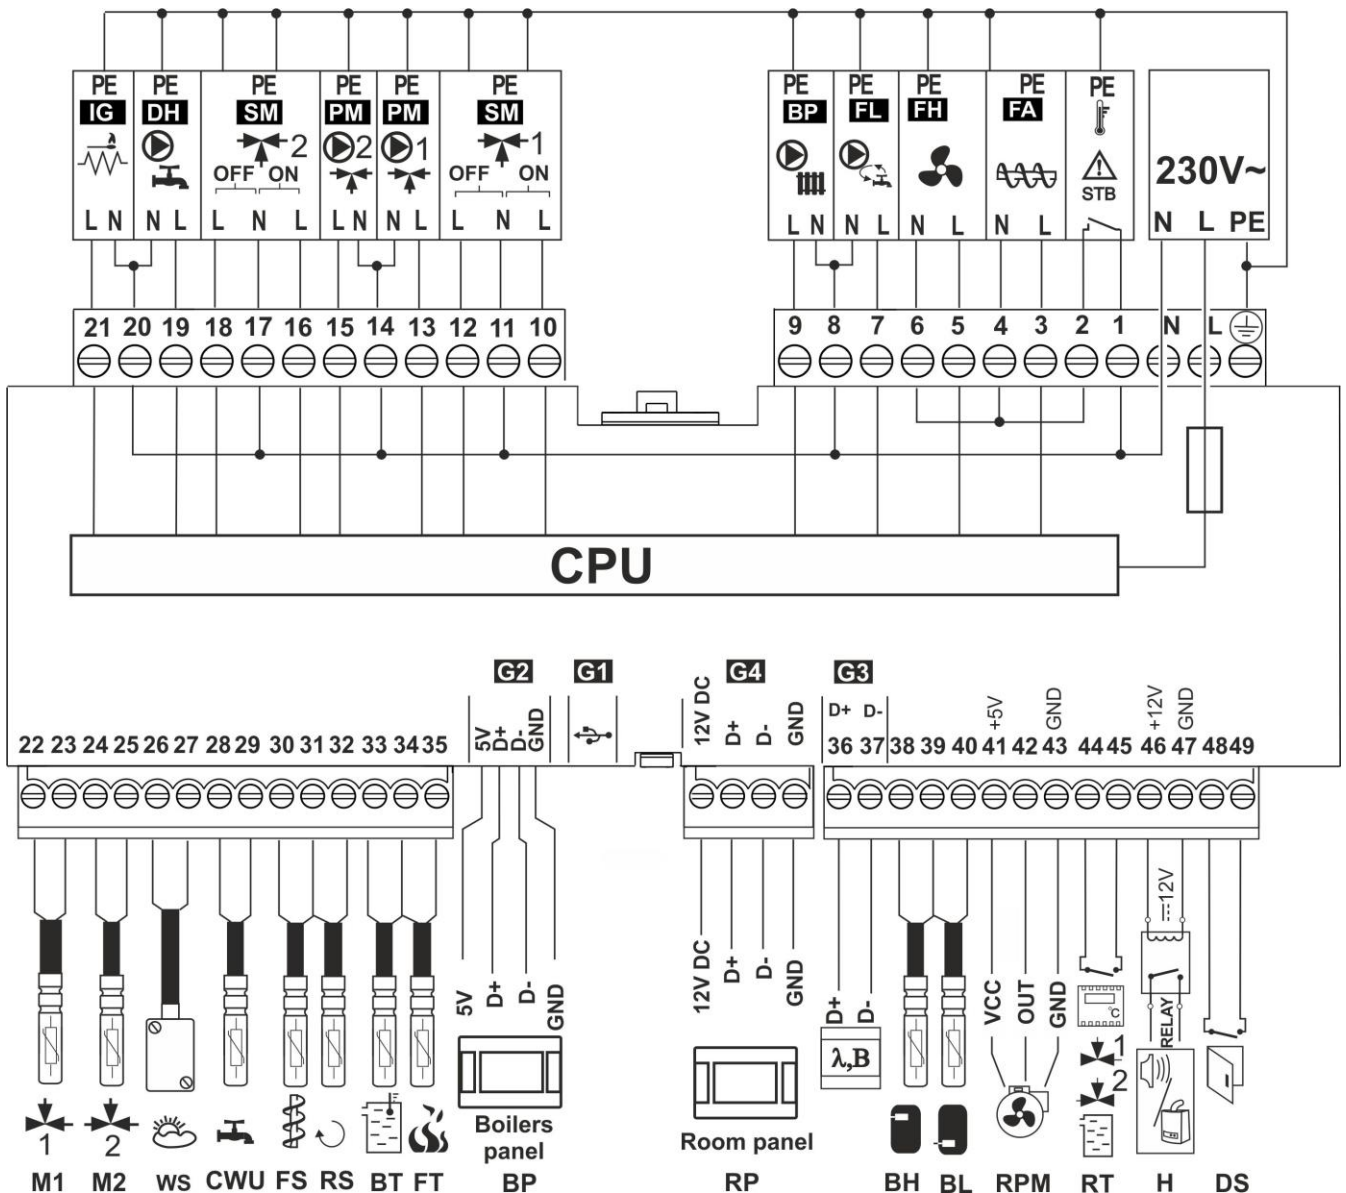 PE PE PE PE PE PE PE PE PE PE PE
IG DH SM PM PM SM BP FL FH FA
2 2 1 1
OFF ON OFF ON
STB
230V~
L N N L L N L L N N L L N L L N N L N L N L N L PE
21 20 19 18 17 16 15 14 13 12 11 10 9 8 7 6 5 4 3 2 1 N L
CPU
G2 G1 G4 G3
5V D+ D- GND 12V DC D+ D- GND D+ D- +5V GND +12V GND
22 23 24 25 26 27 28 29 30 31 32 33 34 35 36 37 38 39 40 41 42 43 44 45 46 47 48 49
12V
5V D+ D- GND 12V DC D+ D- GND D+ D- VCC OUT GND °C RELAY
λ,B
1 2 1 2
Boilers
panel
Room panel
M1 M2 WS CWU FS RS BT FT BP RP BH BL RPM RT H DS